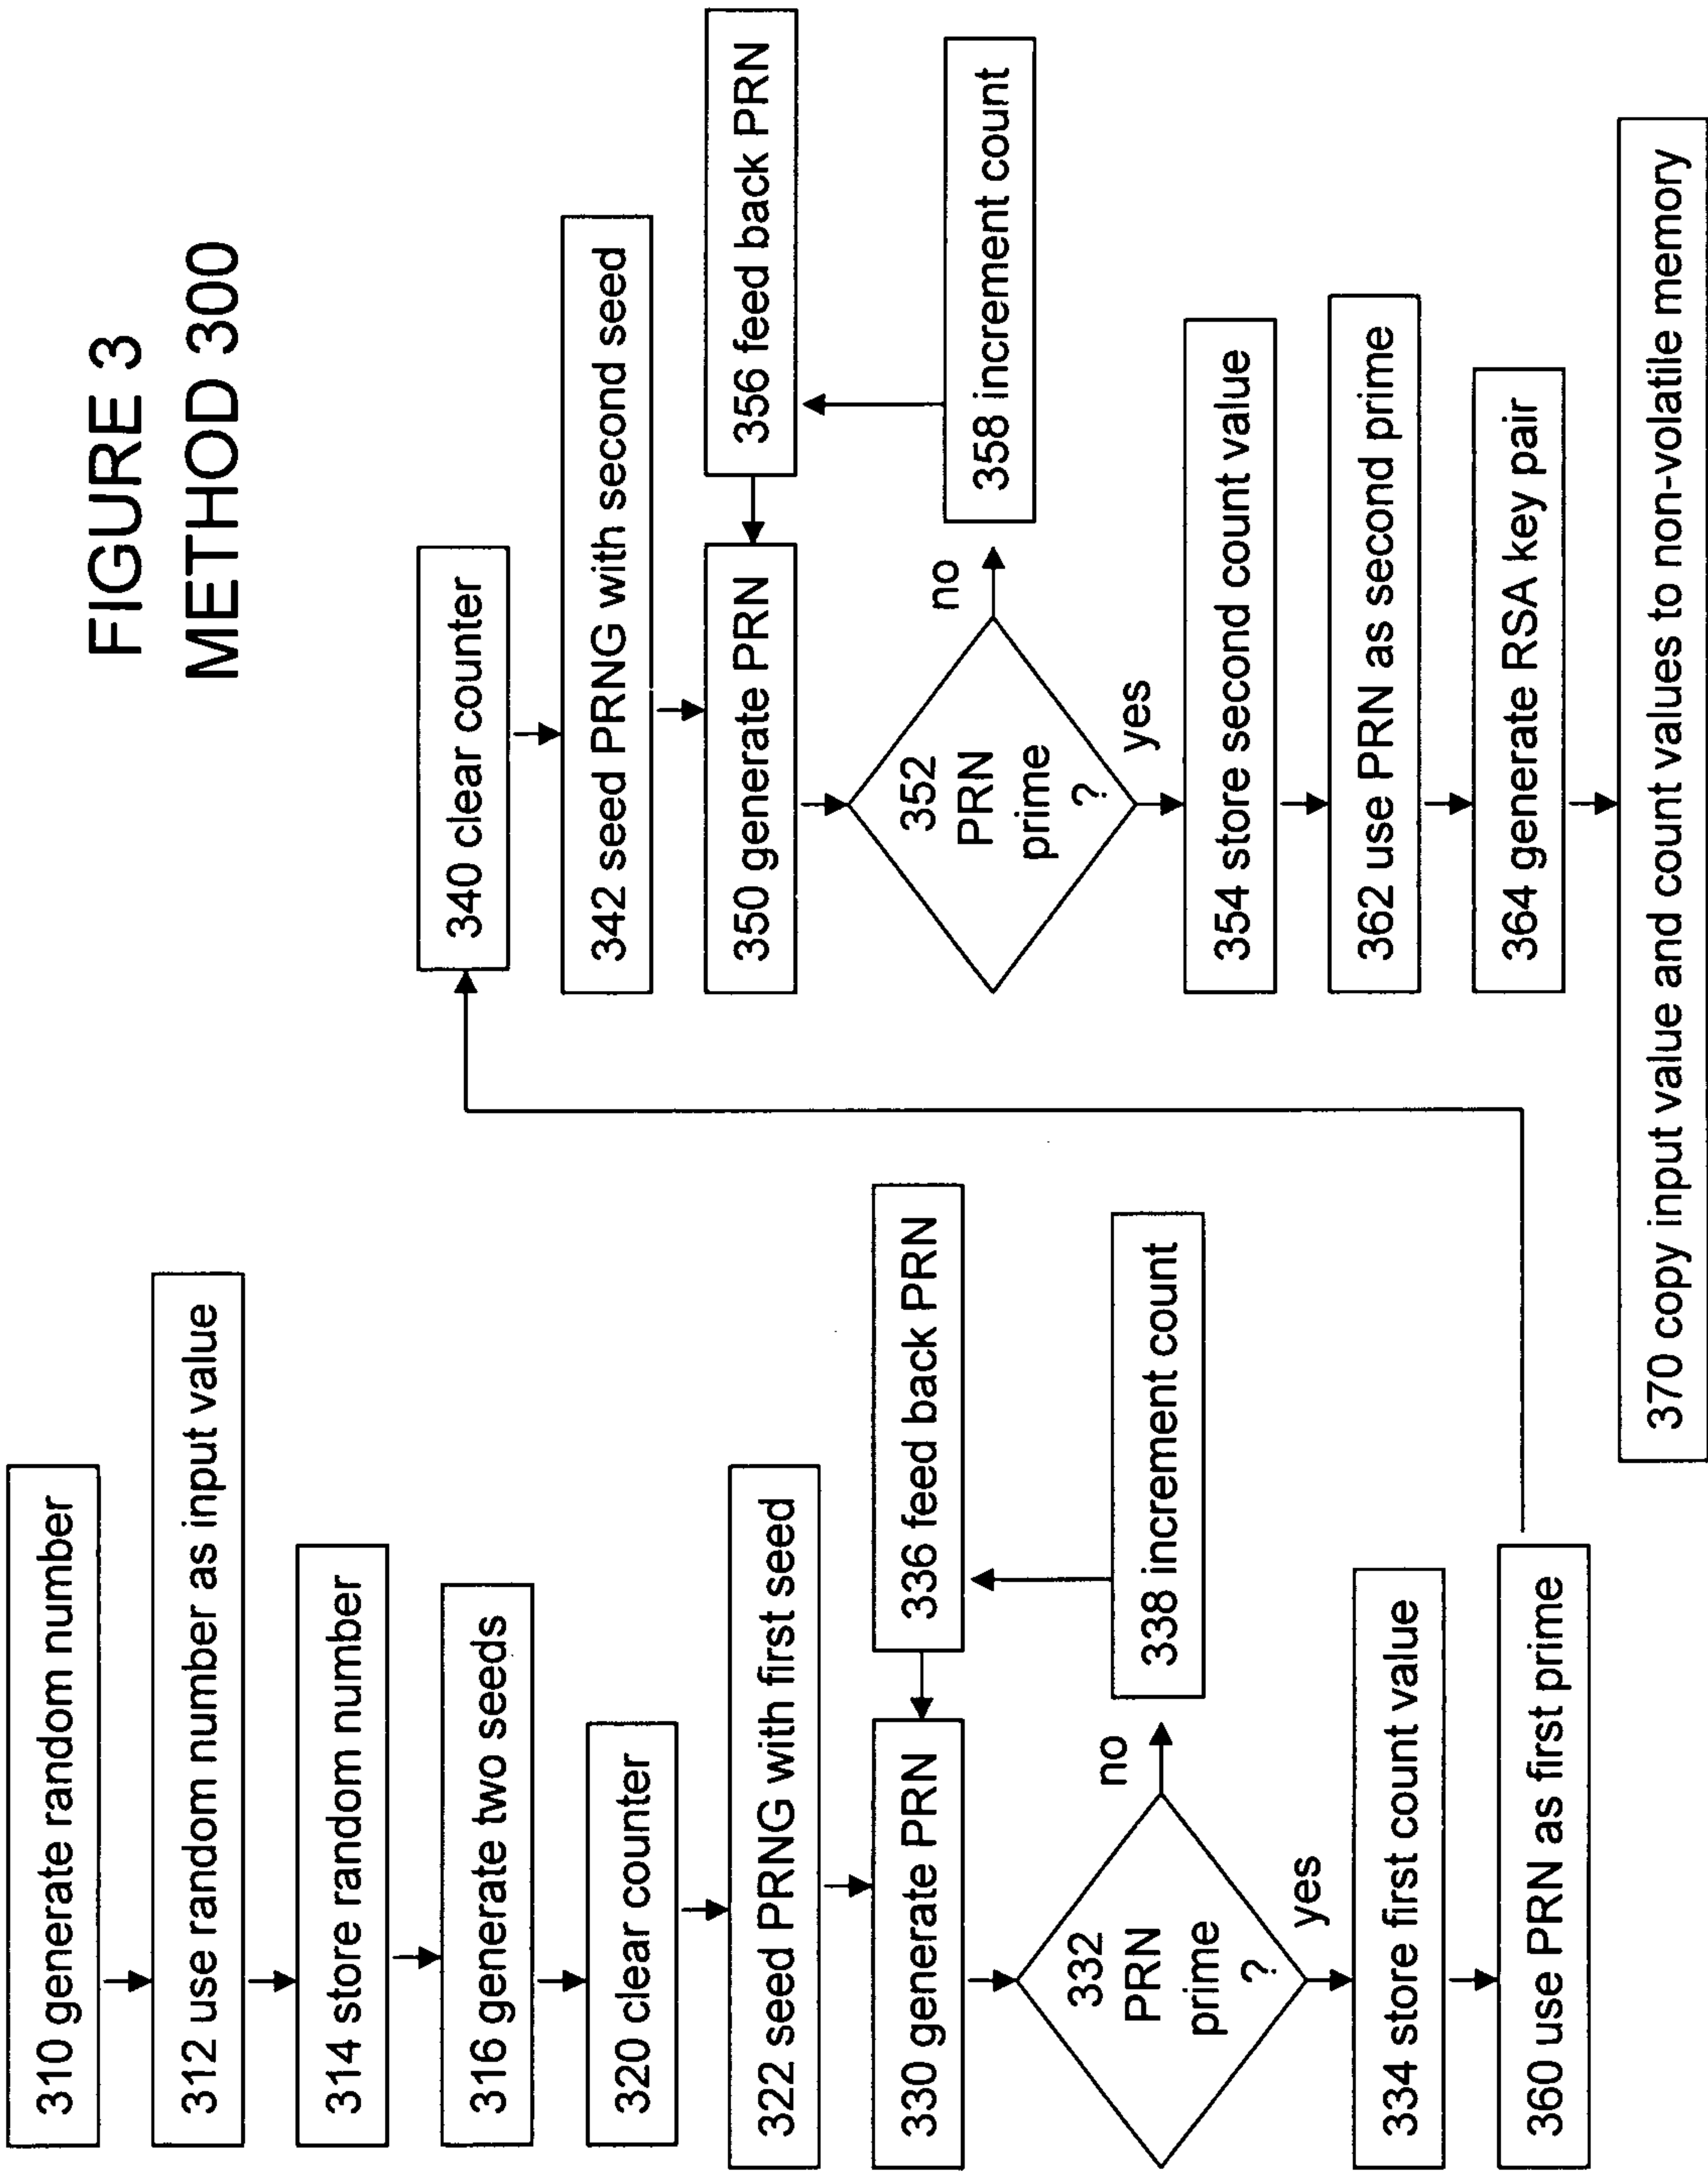 FIGURE 3
METHOD 300
310 generate random number
312 use random number as input value
314 store random number
316 generate two seeds
320 clear counter
322 seed PRNG with first seed
330 generate PRN
336 feed back PRN
332
PRN
prime
?
no
338 increment count
yes
334 store first count value
360 use PRN as first prime
340 clear counter
342 seed PRNG with second seed
350 generate PRN
356 feed back PRN
352
PRN
prime
?
no
358 increment count
yes
354 store second count value
362 use PRN as second prime
364 generate RSA key pair
370 copy input value and count values to non-volatile memory